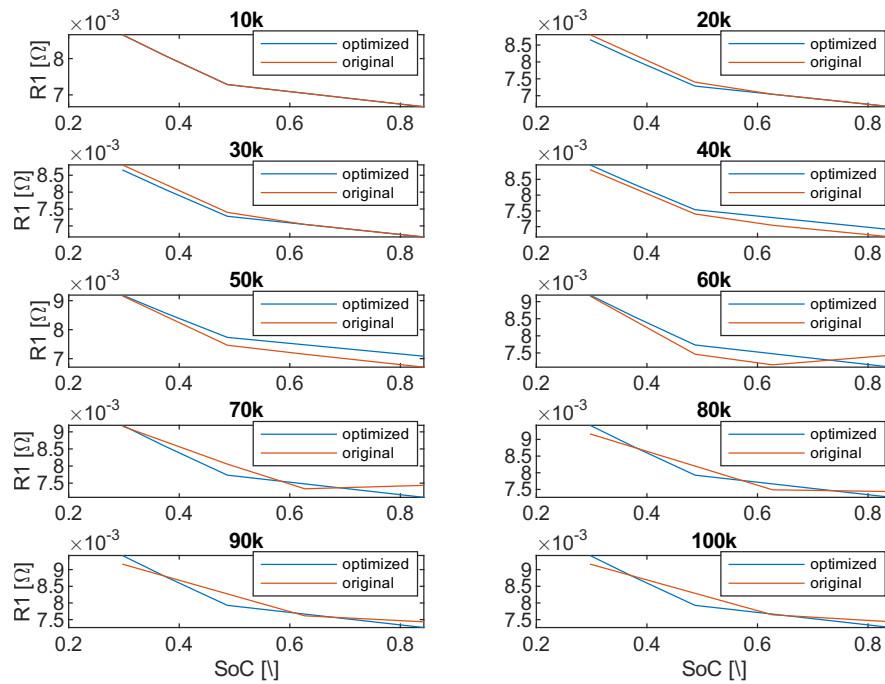 ×10⁻³
10k
R1 [Ω]
8
7
0.2 0.4 0.6 0.8
optimized
original
×10⁻³
20k
8.5
8
7.5
7
0.2 0.4 0.6 0.8
optimized
original
×10⁻³
30k
R1 [Ω]
8.5
8
7.5
7
0.2 0.4 0.6 0.8
optimized
original
×10⁻³
40k
8.5
8
7.5
7
0.2 0.4 0.6 0.8
optimized
original
×10⁻³
50k
R1 [Ω]
9
8
7
0.2 0.4 0.6 0.8
optimized
original
×10⁻³
60k
9
8.5
8
7.5
0.2 0.4 0.6 0.8
optimized
original
×10⁻³
70k
R1 [Ω]
9
8.5
8
7.5
0.2 0.4 0.6 0.8
optimized
original
×10⁻³
80k
9
8.5
8
7.5
0.2 0.4 0.6 0.8
optimized
original
×10⁻³
90k
R1 [Ω]
9
8.5
8
7.5
0.2 0.4 0.6 0.8
SoC [\]
optimized
original
×10⁻³
100k
9
8.5
8
7.5
0.2 0.4 0.6 0.8
SoC [\]
optimized
original